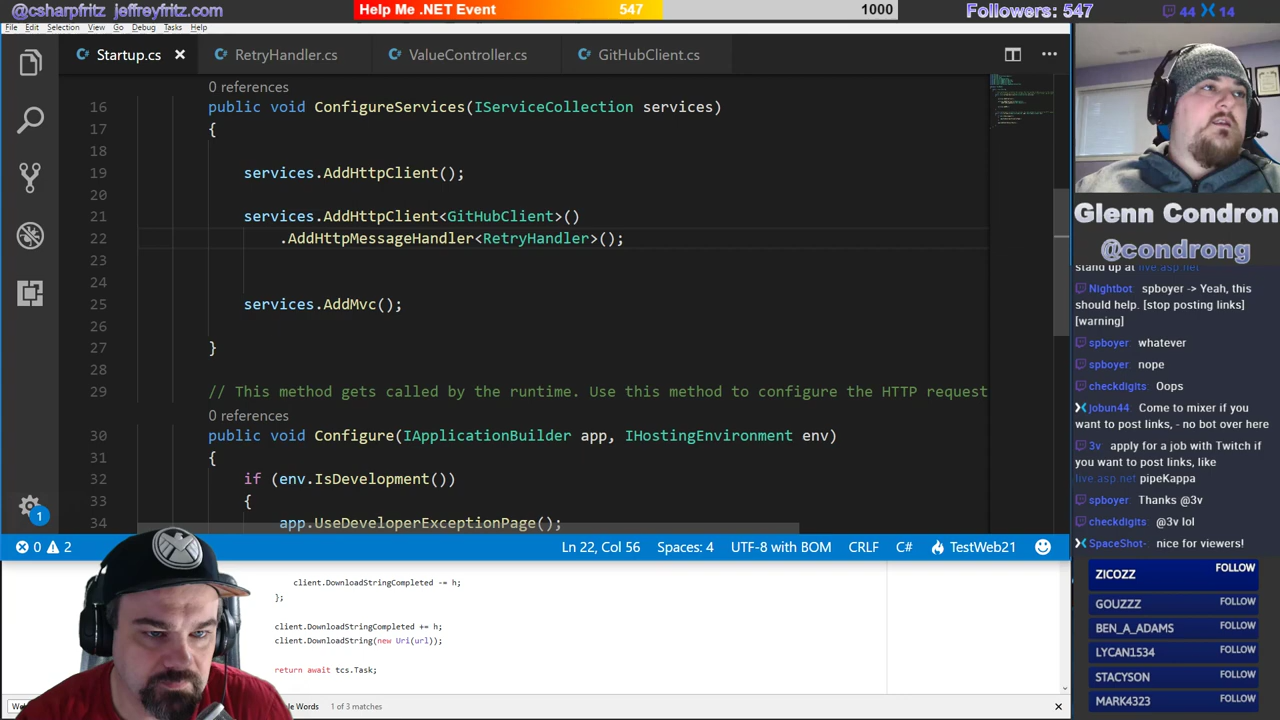 @csharpfritz jeffreyfritz.com
Help Me .NET Event
547
1000
Followers: 547
44
14
File Edit Selection View Go Debug Tasks Help
Startup.cs
RetryHandler.cs
ValueController.cs
GitHubClient.cs
0 references
16 public void ConfigureServices(IServiceCollection services)
17 {
18
19 services.AddHttpClient();
20
21 services.AddHttpClient<GitHubClient>()
22 .AddHttpMessageHandler<RetryHandler>();
23
24
25 services.AddMvc();
26
27 }
28
29 // This method gets called by the runtime. Use this method to configure the HTTP request
0 references
30 public void Configure(IApplicationBuilder app, IHostingEnvironment env)
31 {
32 if (env.IsDevelopment())
33 {
34 app.UseDeveloperExceptionPage();
1
0 2
Ln 22, Col 56
Spaces: 4
UTF-8 with BOM
CRLF
C#
TestWeb21
client.DownloadStringCompleted -= h;
};
client.DownloadStringCompleted += h;
client.DownloadString(new Uri(url));
return await tcs.Task;
Words
1 of 3 matches
Glenn Condron
@condrong
stand up at live.asp.net
Nightbot spboyer -> Yeah, this
should help. [stop posting links]
[warning]
spboyer whatever
spboyer nope
checkdigits Oops
Jobun44 Come to mixer if you
want to post links, - no bot over here
3v apply for a job with Twitch if
you want to post links, like
live.asp.net pipeKappa
spboyer Thanks @3v
checkdigits @3v lol
SpaceShot- nice for viewers!
ZICOZZ FOLLOW
GOUZZZ FOLLOW
BEN_A_ADAMS FOLLOW
LYCAN1534 FOLLOW
STACYSON FOLLOW
MARK4323 FOLLOW